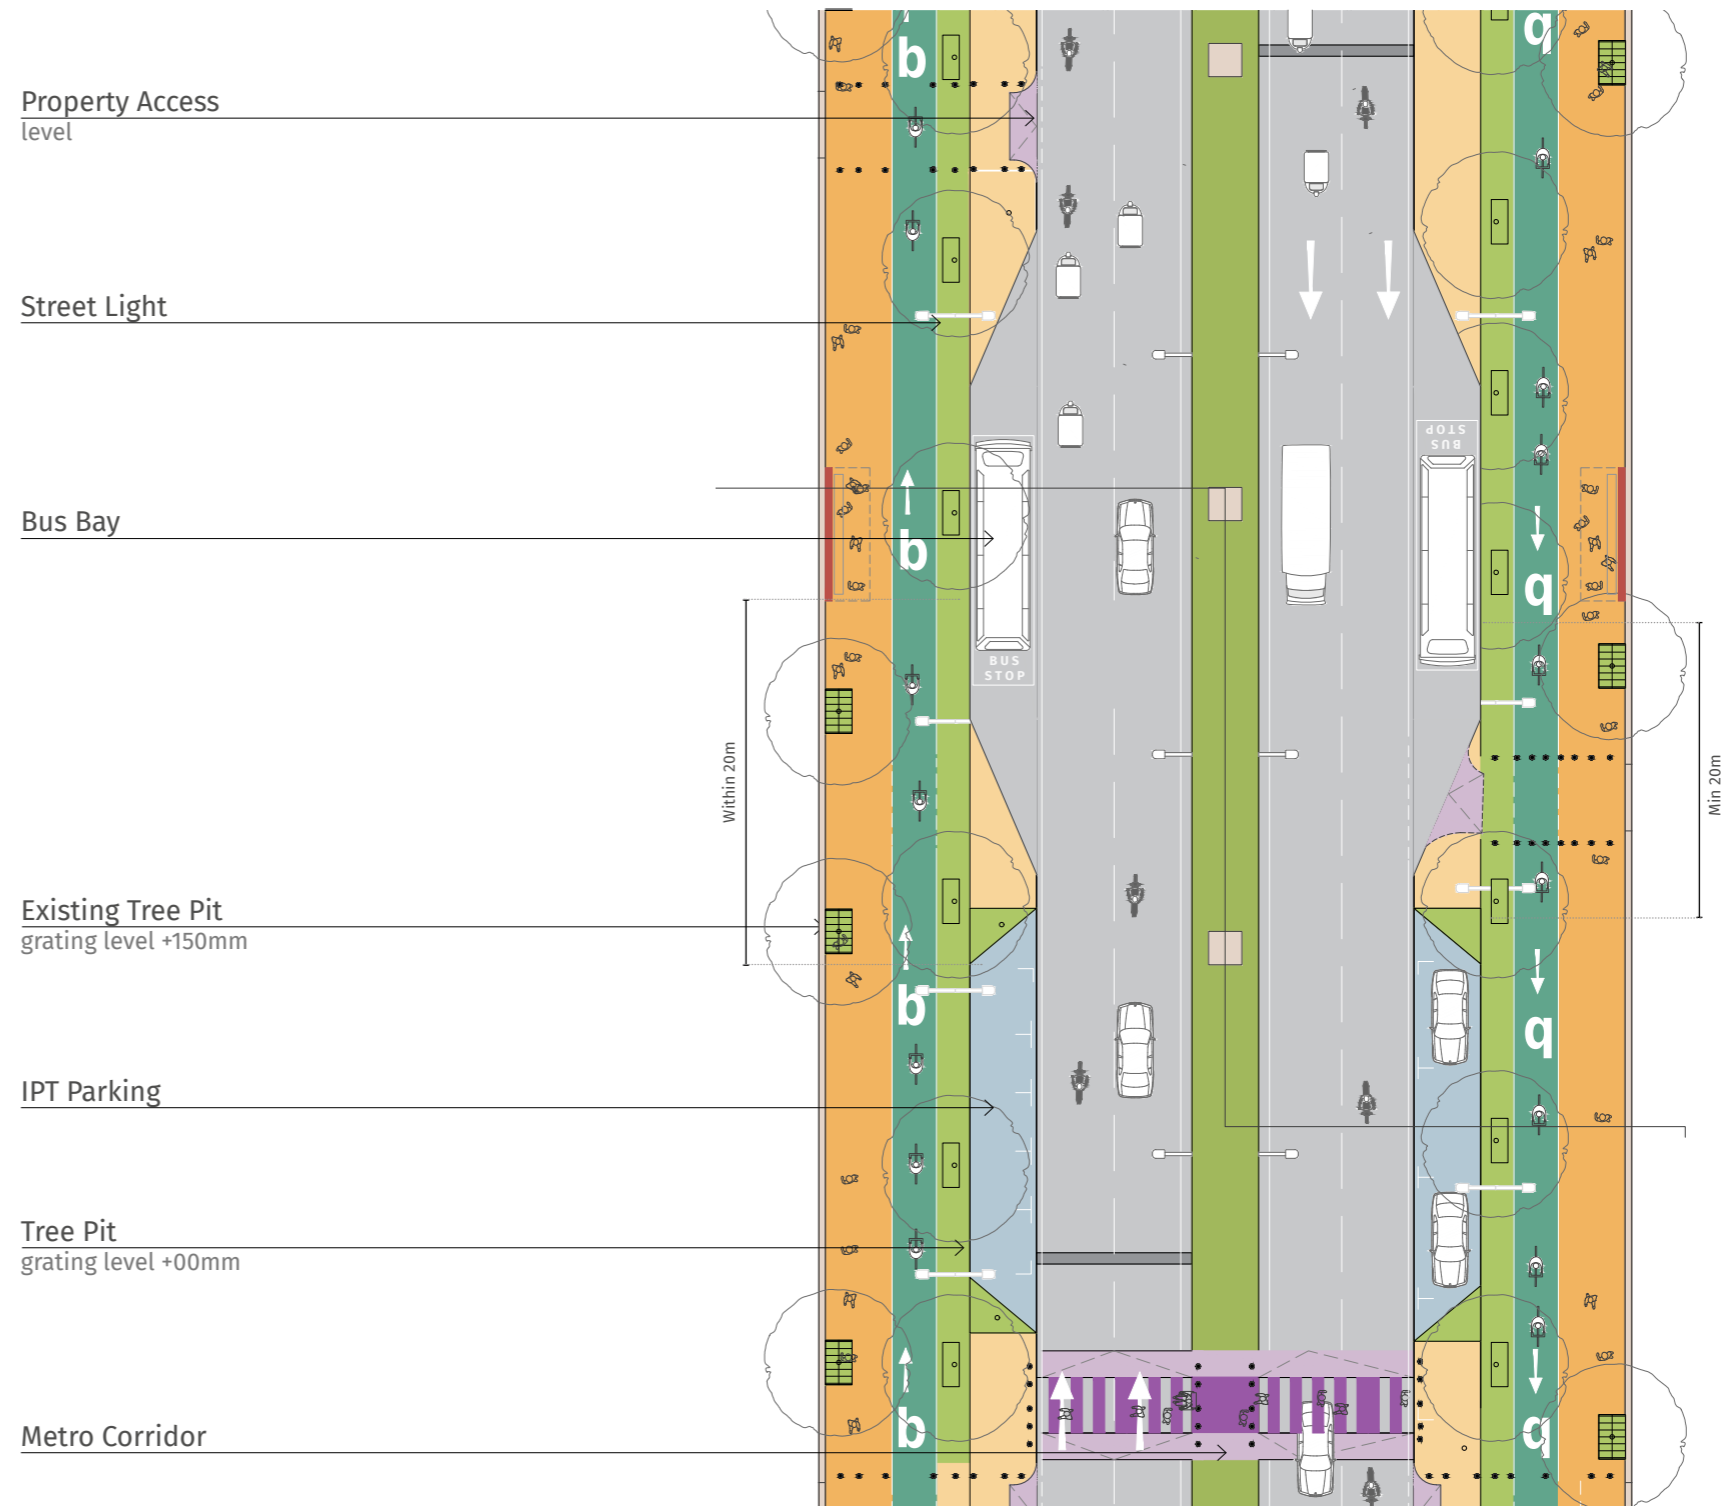 Property Access
level
Street Light
Bus Bay
Existing Tree Pit
grating level +150mm
IPT Parking
Tree Pit
grating level +00mm
Metro Corridor
Within 20m
Min 20m
BUS
STOP
BUS
STOP
b
b
b
b
q
q
q
q